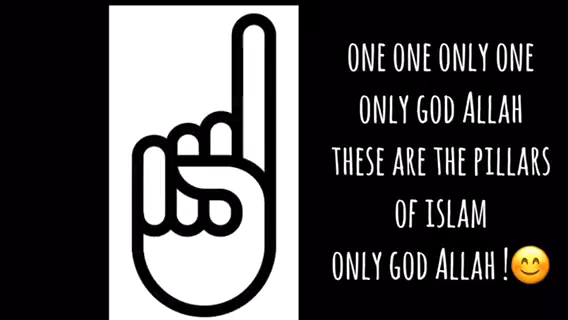 ONE ONE ONLY ONE
ONLY GOD ALLAH
THESE ARE THE PILLARS
OF ISLAM
ONLY GOD ALLAH !😊